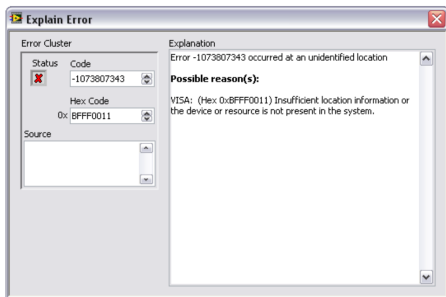 Explain Error
Error Cluster
Status Code
-1073807343
Hex Code
0x BFFF0011
Source
Explanation
Error -1073807343 occurred at an unidentified location
Possible reason(s):
VISA: (Hex 0xBFFF0011) Insufficient location information or
the device or resource is not present in the system.